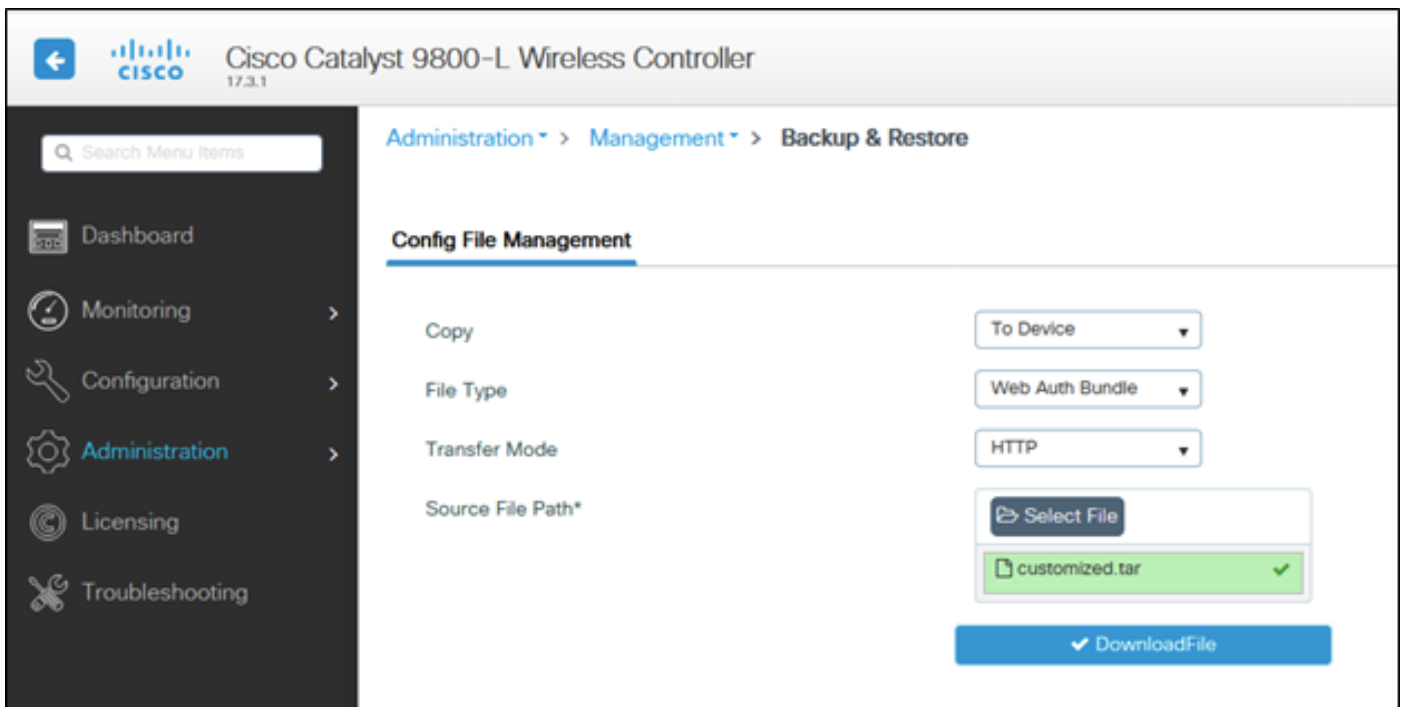 CISCO
Cisco Catalyst 9800-L Wireless Controller
17.3.1
Search Menu Items
Dashboard
Monitoring
Configuration
Administration
Licensing
Troubleshooting
Administration > Management > Backup & Restore
Config File Management
Copy To Device
File Type Web Auth Bundle
Transfer Mode HTTP
Source File Path* Select File
customized.tar
DownloadFile